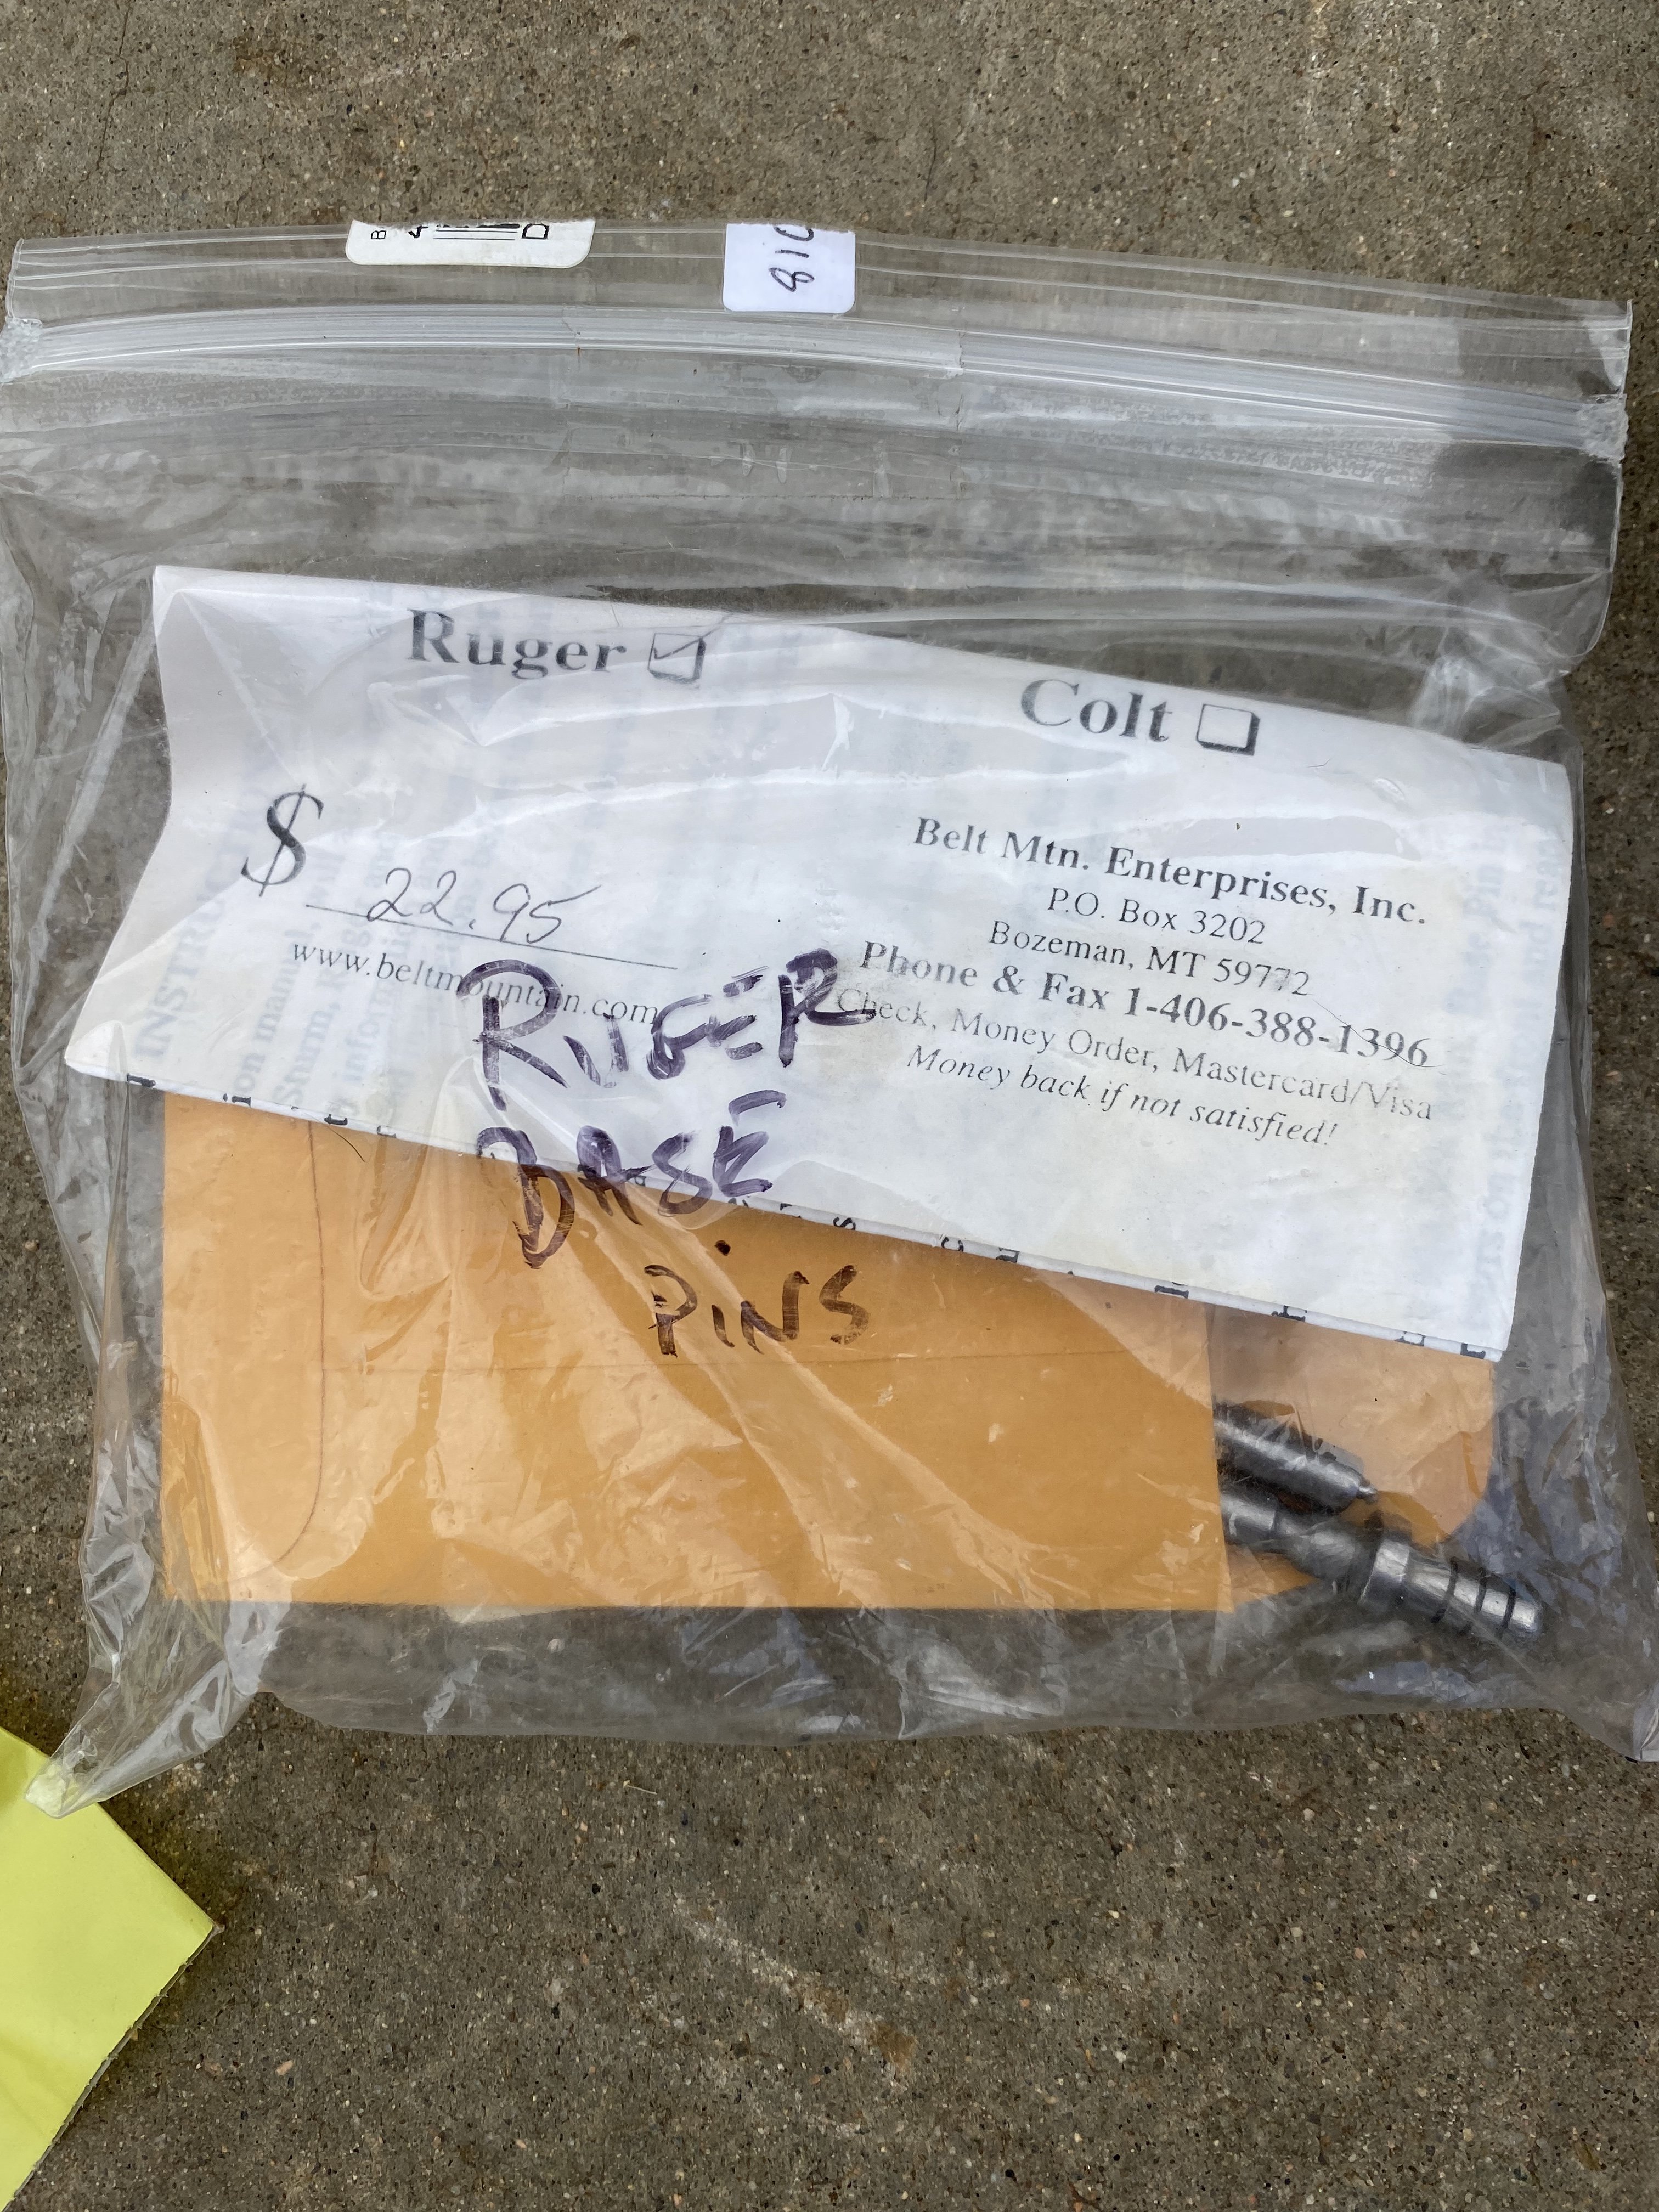 810
Ruger
Colt
$ 22.95
www.beltmountain.com
Belt Mtn. Enterprises, Inc.
P.O. Box 3202
Bozeman, MT 59772
Phone & Fax 1-406-388-1396
Check, Money Order, Mastercard/Visa
Money back if not satisfied!
RUGER
BASE
PiNS